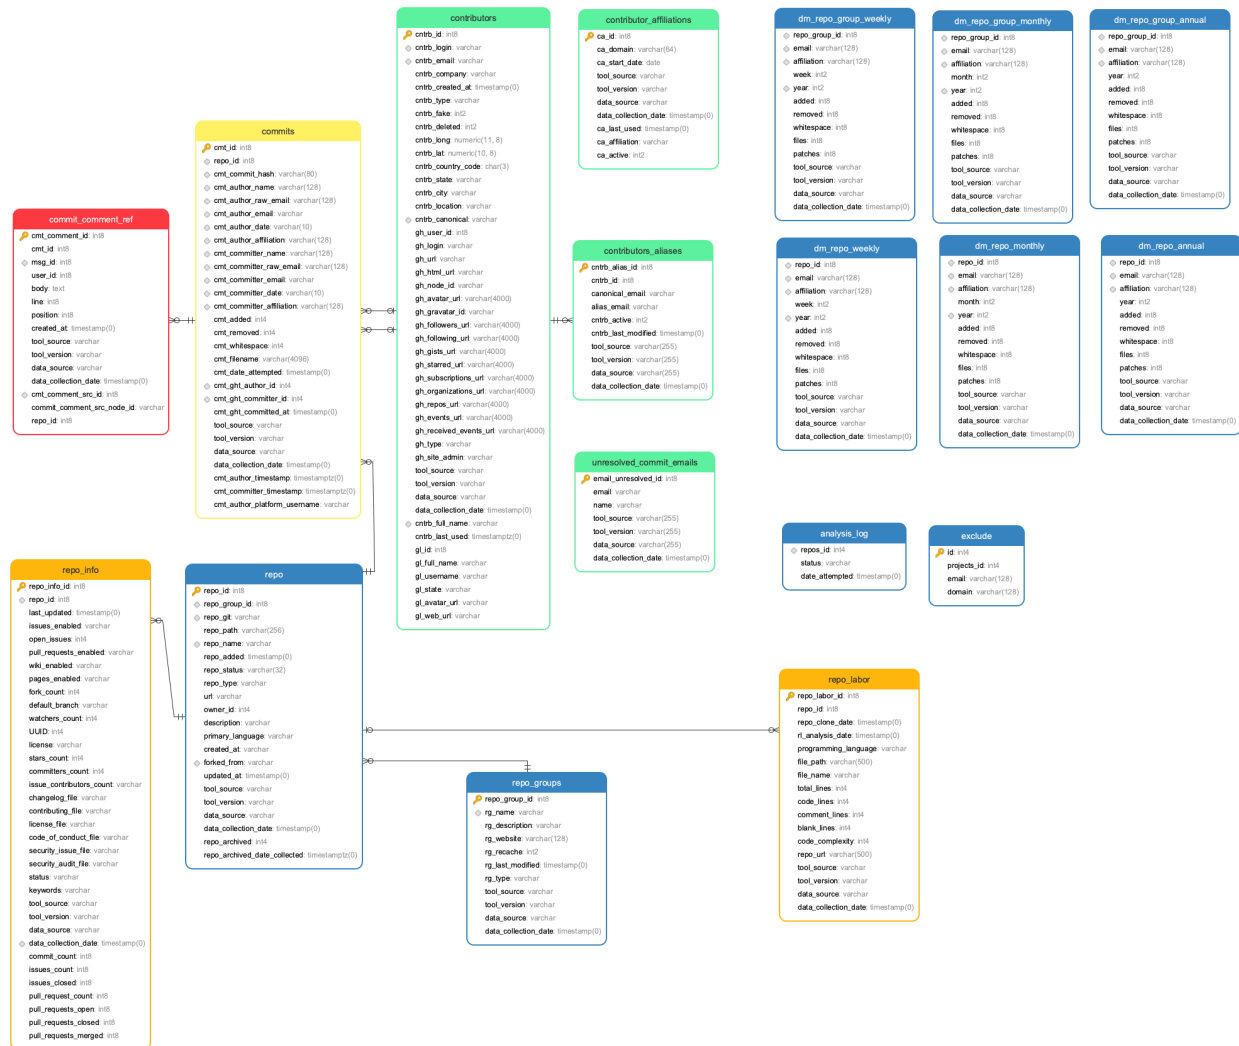 contributors
cntrb_id: int8
cntrb_login: varchar
cntrb_email: varchar
cntrb_company: varchar
cntrb_created_at: timestamp(0)
cntrb_type: varchar
cntrb_fake: int2
cntrb_deleted: int2
cntrb_long: numeric(11, 8)
cntrb_lat: numeric(10, 8)
cntrb_country_code: char(3)
cntrb_state: varchar
cntrb_city: varchar
cntrb_location: varchar
cntrb_canonical: varchar
gh_user_id: int8
gh_login: varchar
gh_url: varchar
gh_html_url: varchar
gh_node_id: varchar
gh_avatar_url: varchar(4000)
gh_gravatar_id: varchar
gh_followers_url: varchar(4000)
gh_following_url: varchar(4000)
gh_gists_url: varchar(4000)
gh_starred_url: varchar(4000)
gh_subscriptions_url: varchar(4000)
gh_organizations_url: varchar(4000)
gh_repos_url: varchar(4000)
gh_events_url: varchar(4000)
gh_received_events_url: varchar(4000)
gh_type: varchar
gh_site_admin: varchar
tool_source: varchar
tool_version: varchar
data_source: varchar
data_collection_date: timestamp(0)
cntrb_full_name: varchar
cntrb_last_used: timestamptz(0)
gl_id: int8
gl_full_name: varchar
gl_username: varchar
gl_state: varchar
gl_avatar_url: varchar
gl_web_url: varchar
contributor_affiliations
ca_id: int8
ca_domain: varchar(64)
ca_start_date: date
tool_source: varchar
tool_version: varchar
data_source: varchar
data_collection_date: timestamp(0)
ca_last_used: timestamp(0)
ca_affiliation: varchar
ca_active: int2
dm_repo_group_weekly
repo_group_id: int8
email: varchar(128)
affiliation: varchar(128)
week: int2
year: int2
added: int8
removed: int8
whitespace: int8
files: int8
patches: int8
tool_source: varchar
tool_version: varchar
data_source: varchar
data_collection_date: timestamp(0)
dm_repo_group_monthly
repo_group_id: int8
email: varchar(128)
affiliation: varchar(128)
month: int2
year: int2
added: int8
removed: int8
whitespace: int8
files: int8
patches: int8
tool_source: varchar
tool_version: varchar
data_source: varchar
data_collection_date: timestamp(0)
dm_repo_group_annual
repo_group_id: int8
email: varchar(128)
affiliation: varchar(128)
year: int2
added: int8
removed: int8
whitespace: int8
files: int8
patches: int8
tool_source: varchar
tool_version: varchar
data_source: varchar
data_collection_date: timestamp(0)
commits
cmt_id: int8
repo_id: int8
cmt_commit_hash: varchar(80)
cmt_author_name: varchar(128)
cmt_author_raw_email: varchar(128)
cmt_author_email: varchar
cmt_author_date: varchar(10)
cmt_author_affiliation: varchar(128)
cmt_committer_name: varchar(128)
cmt_committer_raw_email: varchar(128)
cmt_committer_email: varchar
cmt_committer_date: varchar(10)
cmt_committer_affiliation: varchar(128)
cmt_added: int4
cmt_removed: int4
cmt_whitespace: int4
cmt_filename: varchar(4096)
cmt_date_attempted: timestamp(0)
cmt_ght_author_id: int4
cmt_ght_committer_id: int4
cmt_ght_committed_at: timestamp(0)
tool_source: varchar
tool_version: varchar
data_source: varchar
data_collection_date: timestamp(0)
cmt_author_timestamp: timestamptz(0)
cmt_committer_timestamp: timestamptz(0)
cmt_author_platform_username: varchar
commit_comment_ref
cmt_comment_id: int8
cmt_id: int8
msg_id: int8
user_id: int8
body: text
line: int8
position: int8
created_at: timestamp(0)
tool_source: varchar
tool_version: varchar
data_source: varchar
data_collection_date: timestamp(0)
cmt_comment_src_id: int8
commit_comment_src_node_id: varchar
repo_id: int8
contributors_aliases
cntrb_alias_id: int8
cntrb_id: int8
canonical_email: varchar
alias_email: varchar
cntrb_active: int2
cntrb_last_modified: timestamp(0)
tool_source: varchar(255)
tool_version: varchar(255)
data_source: varchar(255)
data_collection_date: timestamp(0)
dm_repo_weekly
repo_id: int8
email: varchar(128)
affiliation: varchar(128)
week: int2
year: int2
added: int8
removed: int8
whitespace: int8
files: int8
patches: int8
tool_source: varchar
tool_version: varchar
data_source: varchar
data_collection_date: timestamp(0)
dm_repo_monthly
repo_id: int8
email: varchar(128)
affiliation: varchar(128)
month: int2
year: int2
added: int8
removed: int8
whitespace: int8
files: int8
patches: int8
tool_source: varchar
tool_version: varchar
data_source: varchar
data_collection_date: timestamp(0)
dm_repo_annual
repo_id: int8
email: varchar(128)
affiliation: varchar(128)
year: int2
added: int8
removed: int8
whitespace: int8
files: int8
patches: int8
tool_source: varchar
tool_version: varchar
data_source: varchar
data_collection_date: timestamp(0)
unresolved_commit_emails
email_unresolved_id: int8
email: varchar
name: varchar
tool_source: varchar(255)
tool_version: varchar(255)
data_source: varchar(255)
data_collection_date: timestamp(0)
analysis_log
repos_id: int4
status: varchar
date_attempted: timestamp(0)
exclude
id: int4
projects_id: int4
email: varchar(128)
domain: varchar(128)
repo_info
repo_info_id: int8
repo_id: int8
last_updated: timestamp(0)
issues_enabled: varchar
open_issues: int4
pull_requests_enabled: varchar
wiki_enabled: varchar
pages_enabled: varchar
fork_count: int4
default_branch: varchar
watchers_count: int4
UUID: int4
license: varchar
stars_count: int4
committers_count: int4
issue_contributors_count: varchar
changelog_file: varchar
contributing_file: varchar
license_file: varchar
code_of_conduct_file: varchar
security_issue_file: varchar
security_audit_file: varchar
status: varchar
keywords: varchar
tool_source: varchar
tool_version: varchar
data_source: varchar
data_collection_date: timestamp(0)
commit_count: int8
issues_count: int8
issues_closed: int8
pull_request_count: int8
pull_requests_open: int8
pull_requests_closed: int8
pull_requests_merged: int8
repo
repo_id: int8
repo_group_id: int8
repo_git: varchar
repo_path: varchar(256)
repo_name: varchar
repo_added: timestamp(0)
repo_status: varchar(32)
repo_type: varchar
url: varchar
owner_id: int4
description: varchar
primary_language: varchar
created_at: varchar
forked_from: varchar
updated_at: timestamp(0)
tool_source: varchar
tool_version: varchar
data_source: varchar
data_collection_date: timestamp(0)
repo_archived: int4
repo_archived_date_collected: timestamptz(0)
repo_groups
repo_group_id: int8
rg_name: varchar
rg_description: varchar
rg_website: varchar(128)
rg_recache: int2
rg_last_modified: timestamp(0)
rg_type: varchar
tool_source: varchar
tool_version: varchar
data_source: varchar
data_collection_date: timestamp(0)
repo_labor
repo_labor_id: int8
repo_id: int8
repo_clone_date: timestamp(0)
rl_analysis_date: timestamp(0)
programming_language: varchar
file_path: varchar(500)
file_name: varchar
total_lines: int4
code_lines: int4
comment_lines: int4
blank_lines: int4
code_complexity: int4
repo_url: varchar(500)
tool_source: varchar
tool_version: varchar
data_source: varchar
data_collection_date: timestamp(0)